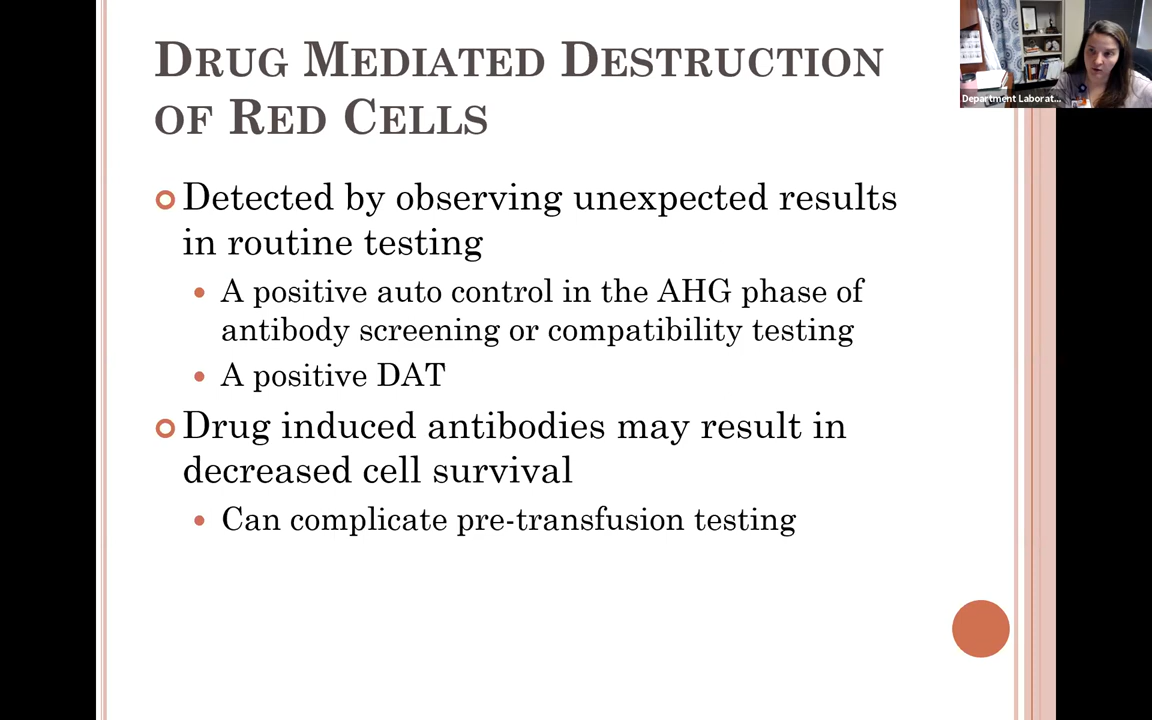 DRUG MEDIATED DESTRUCTION
OF RED CELLS
Detected by observing unexpected results
in routine testing
A positive auto control in the AHG phase of
antibody screening or compatibility testing
A positive DAT
Drug induced antibodies may result in
decreased cell survival
Can complicate pre-transfusion testing
Department Laborat...